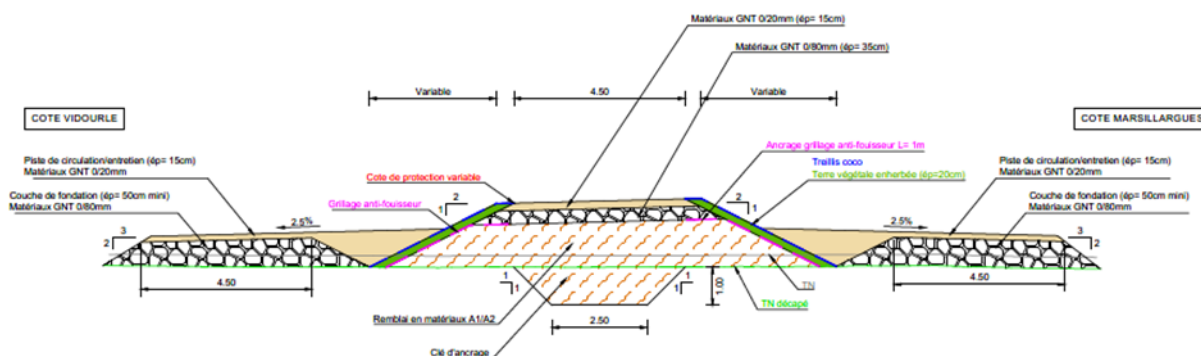 Matériaux GNT 0/20mm (ép= 15cm)
Matériaux GNT 0/80mm (ép= 35cm)
Variable
4.50
Variable
COTE VIDOURLE
COTE MARSILLARGUES
Piste de circulation/entretien (ép= 15cm)
Matériaux GNT 0/20mm
Couche de fondation (ép= 50cm mini)
Matériaux GNT 0/80mm
Cote de protection variable
Grillage anti-fouisseur
Ancrage grillage anti-fouisseur L= 1m
Treillis coco
Terre végétale enherbée (ép=20cm)
Piste de circulation/entretien (ép= 15cm)
Matériaux GNT 0/20mm
Couche de fondation (ép= 50cm mini)
Matériaux GNT 0/80mm
2
1
2
1
2.5%
2.5%
3
2
3
2
4.50
4.50
1
1
1
1
1.00
TN
TN décapé
Remblai en matériaux A1/A2
2.50
Clé d'ancrage